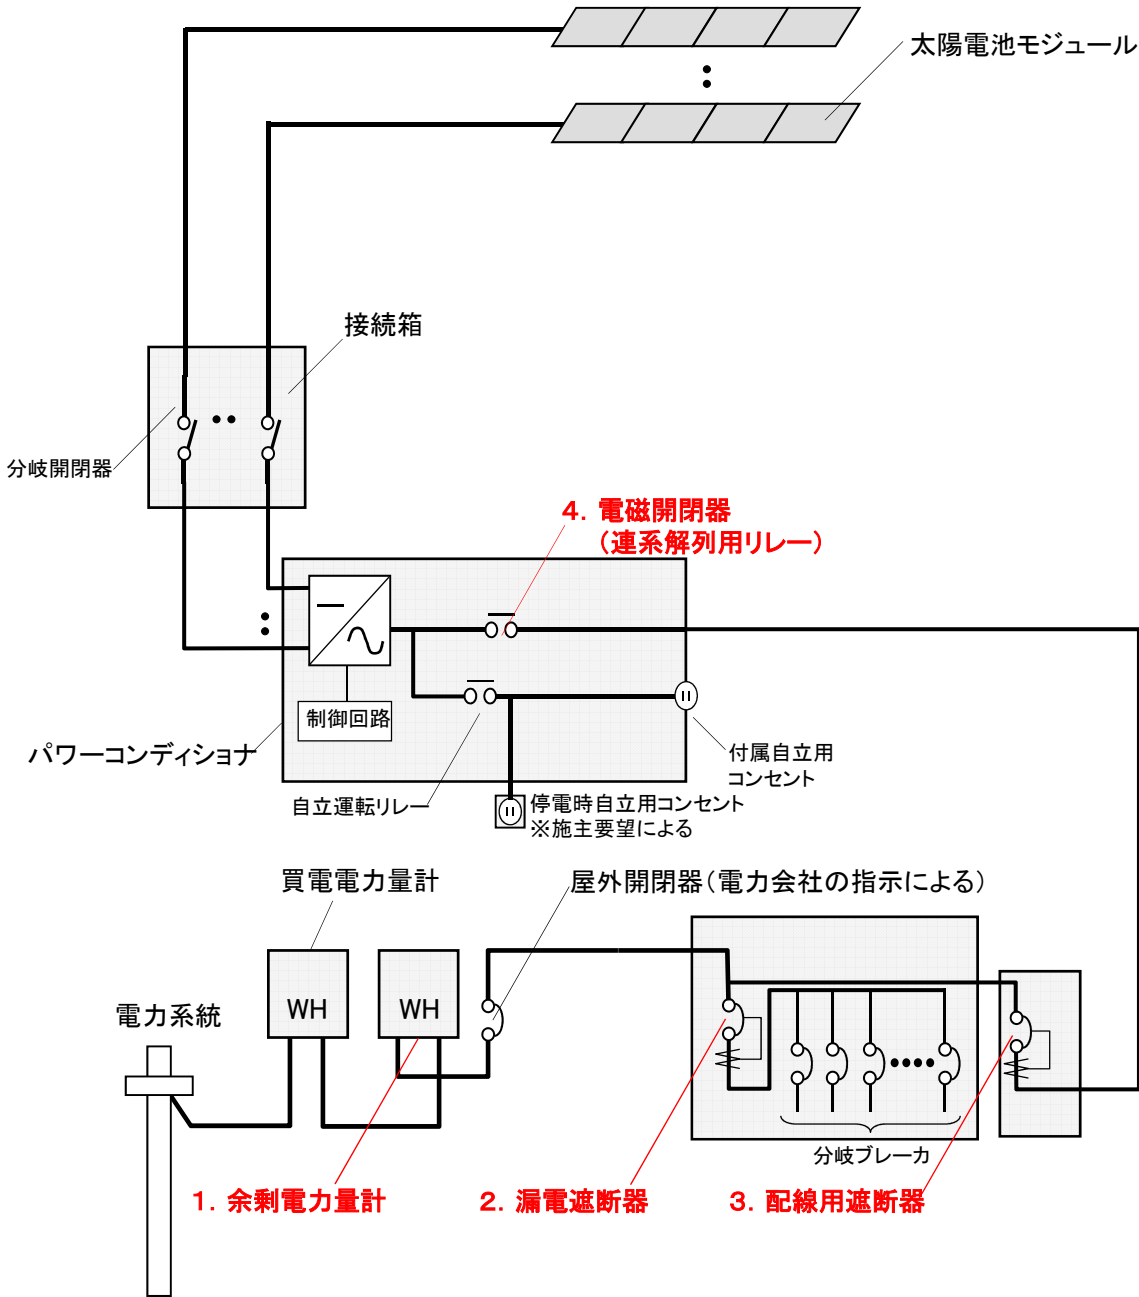 太陽電池モジュール
接続箱
分岐開閉器
4. 電磁開閉器
（連系解列用リレー）
制御回路
パワーコンディショナ
付属自立用
コンセント
自立運転リレー
停電時自立用コンセント
※施主要望による
買電電力量計
屋外開閉器（電力会社の指示による）
WH
WH
電力系統
分岐ブレーカ
1. 余剰電力量計
2. 漏電遮断器
3. 配線用遮断器